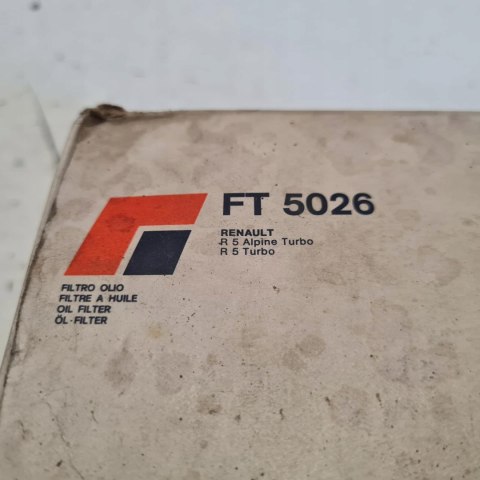 FT 5026
RENAULT
R 5 Alpine Turbo
R 5 Turbo
FILTRO OLIO
FILTRE A HUILE
OIL FILTER
ÖL-FILTER